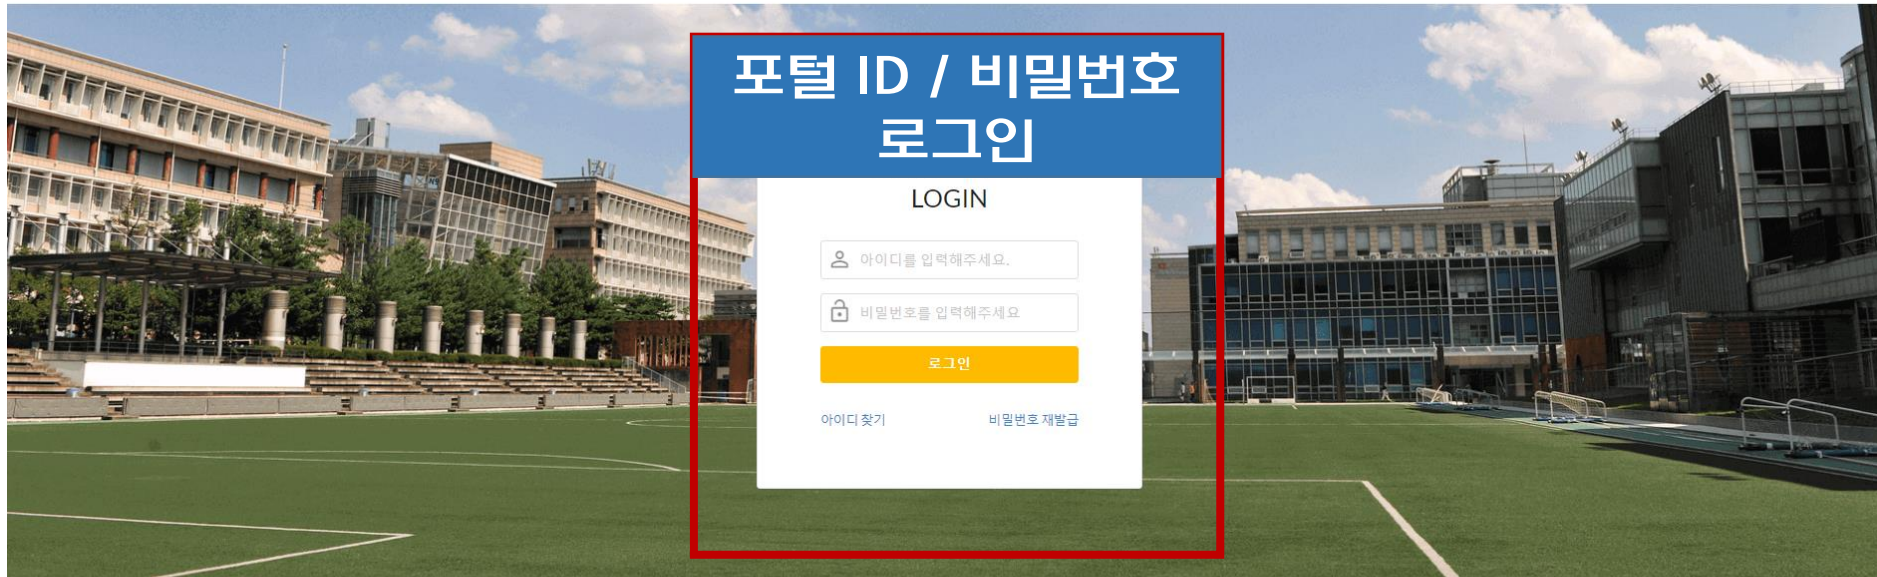 포털 ID / 비밀번호
로그인
LOGIN
아이디를 입력해주세요.
비밀번호를 입력해주세요
로그인
아이디 찾기
비밀번호 재발급